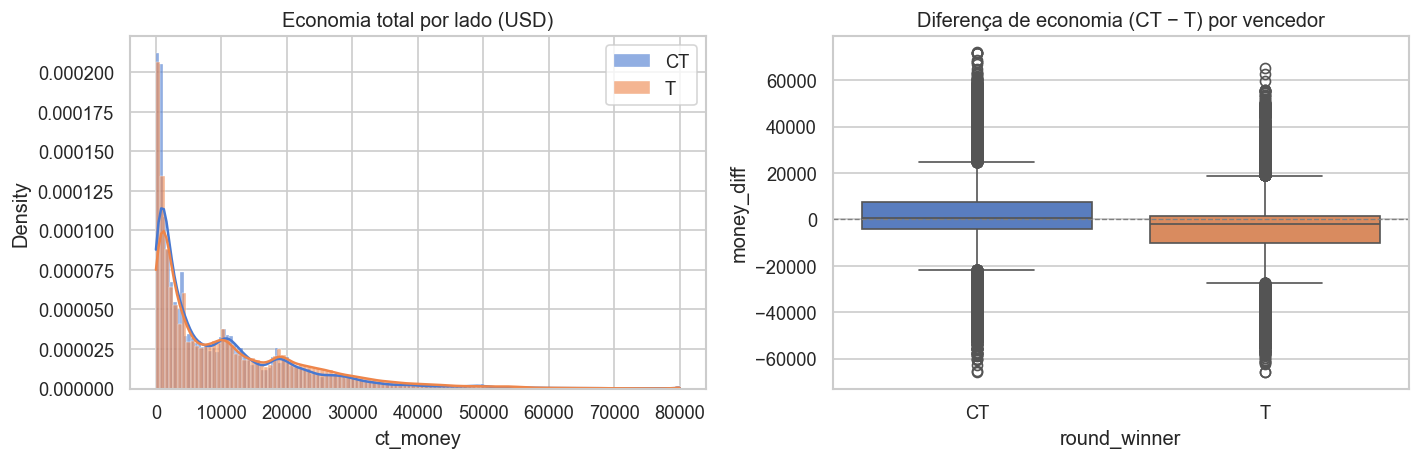 Economia total por lado (USD)
0.000200
0.000175
0.000150
0.000125
0.000100
0.000075
0.000050
0.000025
0.000000
Density
CT
T
0 10000 20000 30000 40000 50000 60000 70000 80000
ct_money
Diferença de economia (CT − T) por vencedor
60000
40000
20000
0
−20000
−40000
−60000
money_diff
CT T
round_winner